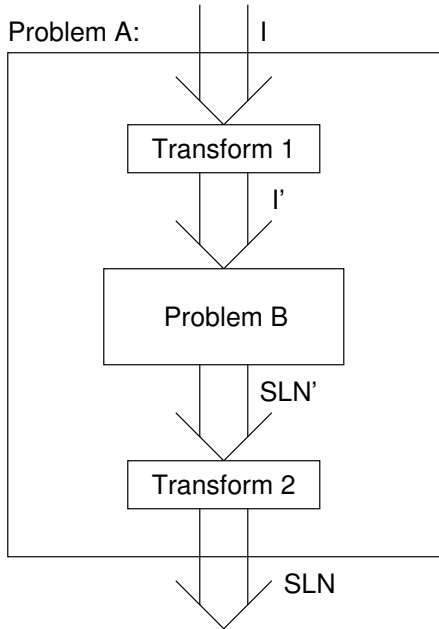 Problem A:
I
Transform 1
I'
Problem B
SLN'
Transform 2
SLN